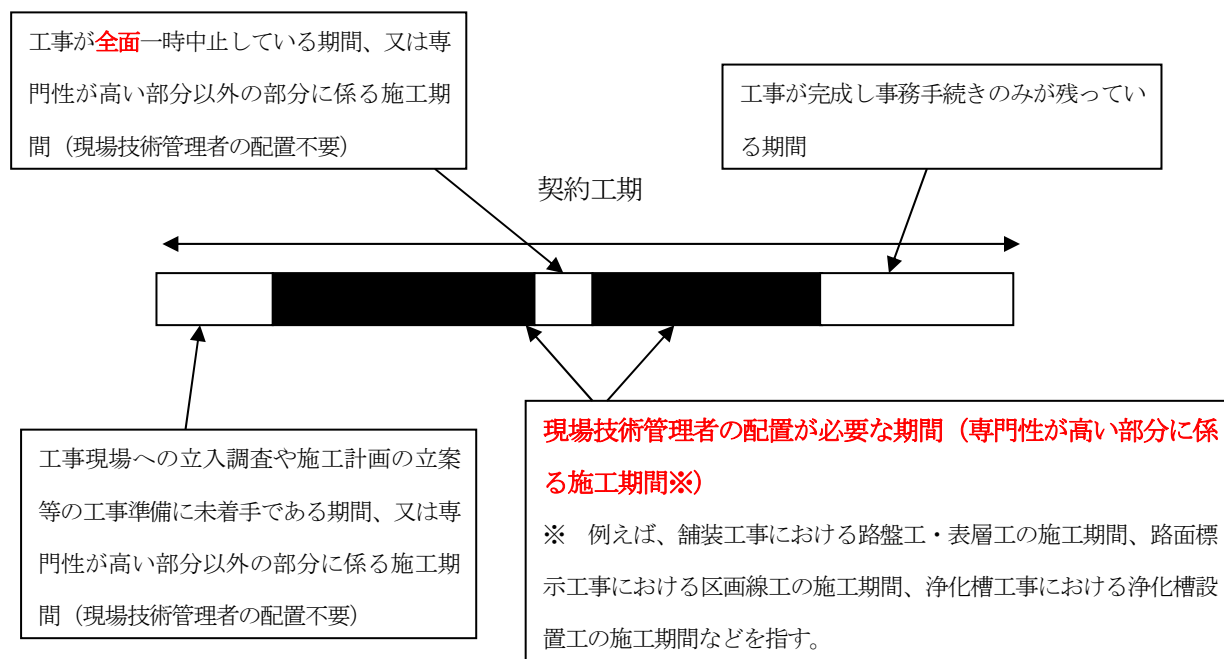 工事が全面一時中止している期間、又は専
門性が高い部分以外の部分に係る施工期
間（現場技術管理者の配置不要）
工事が完成し事務手続きのみが残ってい
る期間
契約工期
工事現場への立入調査や施工計画の立案
等の工事準備に未着手である期間、又は専
門性が高い部分以外の部分に係る施工期
間（現場技術管理者の配置不要）
現場技術管理者の配置が必要な期間（専門性が高い部分に係
る施工期間※）
※　例えば、舗装工事における路盤工・表層工の施工期間、路面標
示工事における区画線工の施工期間、浄化槽工事における浄化槽設
置工の施工期間などを指す。